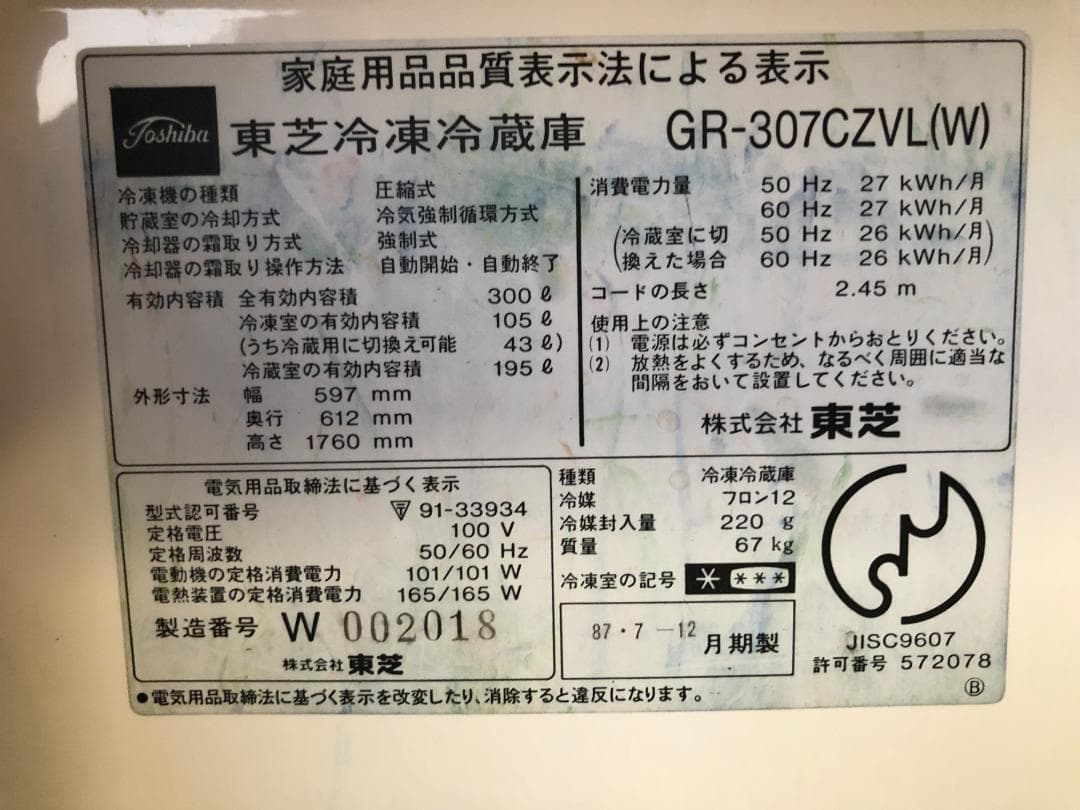 家庭用品品質表示法による表示
Toshiba 東芝冷凍冷蔵庫 GR-307CZVL(W)
冷凍機の種類 圧縮式
貯蔵室の冷却方式 冷気強制循環方式
冷却器の霜取り方式 強制式
冷却器の霜取り操作方法 自動開始・自動終了
有効内容積 全有効内容積 300ℓ
冷凍室の有効内容積 105ℓ
(うち冷蔵用に切換え可能 43ℓ)
冷蔵室の有効内容積 195ℓ
外形寸法 幅 597 mm
奥行 612 mm
高さ 1760 mm
消費電力量 50 Hz 27 kWh/月
60 Hz 27 kWh/月
(冷蔵室に切 50 Hz 26 kWh/月)
(換えた場合 60 Hz 26 kWh/月)
コードの長さ 2.45 m
使用上の注意
(1) 電源は必ずコンセントからおとりください。
(2) 放熱をよくするため、なるべく周囲に適当な
間隔をおいて設置してください。
株式会社 東芝
電気用品取締法に基づく表示
型式認可番号 〒 91-33934
定格電圧 100 V
定格周波数 50/60 Hz
電動機の定格消費電力 101/101 W
電熱装置の定格消費電力 165/165 W
製造番号 W 002018
株式会社 東芝
種類 冷凍冷蔵庫
冷媒 フロン12
冷媒封入量 220 g
質量 67 kg
冷凍室の記号 * ***
87・7-12 月期製
JISC9607
許可番号 572078
Ⓑ
●電気用品取締法に基づく表示を改変したり、消除すると違反になります。